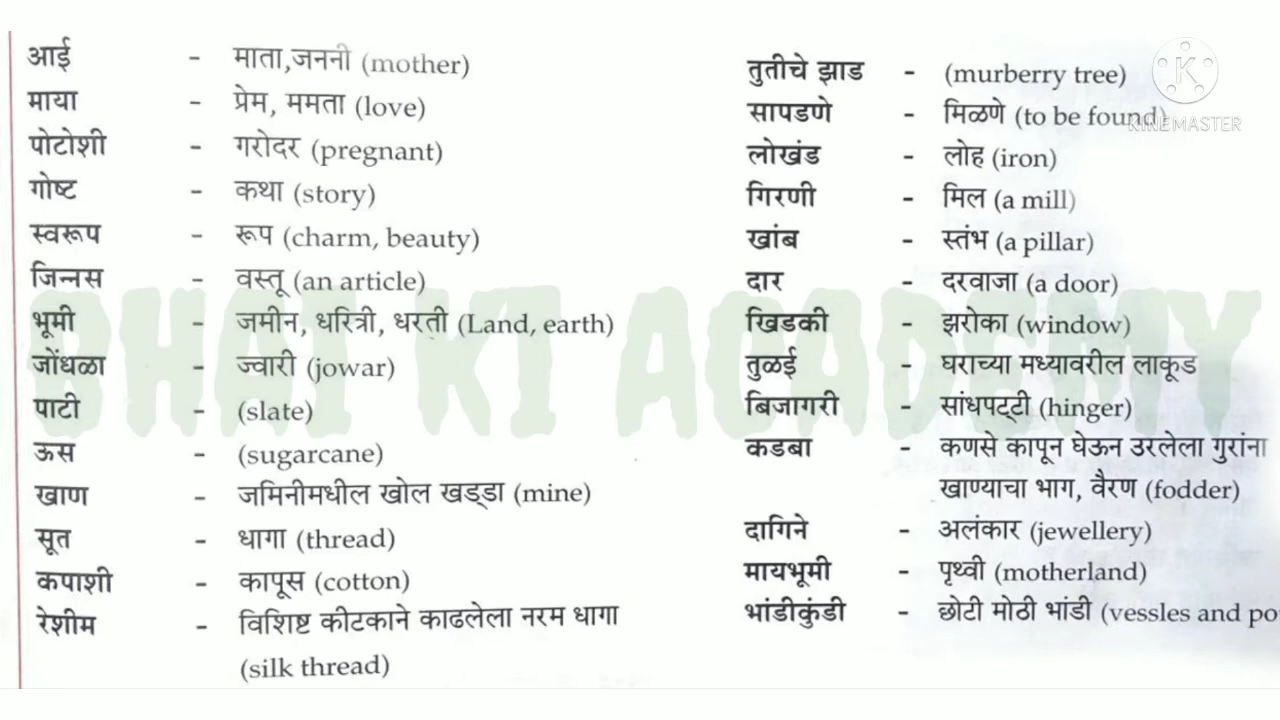 आई - माता,जननी (mother)
माया - प्रेम, ममता (love)
पोटोशी - गरोदर (pregnant)
गोष्ट - कथा (story)
स्वरूप - रूप (charm, beauty)
जिन्नस - वस्तू (an article)
भूमी - जमीन, धरित्री, धरती (Land, earth)
जोंधळा - ज्वारी (jowar)
पाटी - (slate)
ऊस - (sugarcane)
खाण - जमिनीमधील खोल खड्डा (mine)
सूत - धागा (thread)
कपाशी - कापूस (cotton)
रेशीम - विशिष्ट कीटकाने काढलेला नरम धागा
(silk thread)
तुतीचे झाड - (murberry tree)
सापडणे - मिळणे (to be found)
लोखंड - लोह (iron)
गिरणी - मिल (a mill)
खांब - स्तंभ (a pillar)
दार - दरवाजा (a door)
खिडकी - झरोका (window)
तुळई - घराच्या मध्यावरील लाकूड
बिजागरी - सांधपट्टी (hinger)
कडबा - कणसे कापून घेऊन उरलेला गुरांना
खाण्याचा भाग, वैरण (fodder)
दागिने - अलंकार (jewellery)
मायभूमी - पृथ्वी (motherland)
भांडीकुंडी - छोटी मोठी भांडी (vessles and po
K
KINEMASTER
BHAI KI ACADEMY